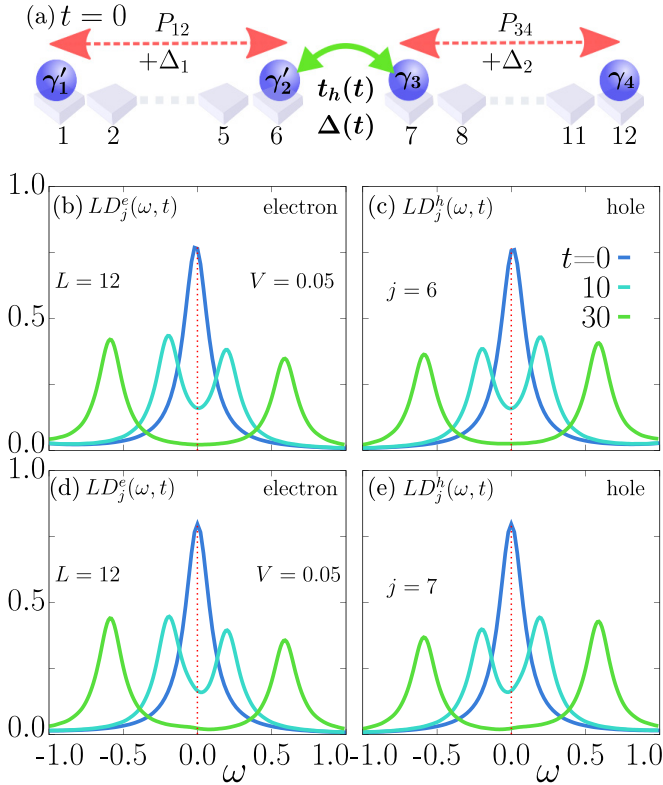 (a) t = 0
P₁₂ P₃₄
+Δ₁ +Δ₂
γ′₁ γ′₂ γ₃ γ₄
t_h(t)
Δ(t)
1 2 5 6 7 8 11 12
1.0 (b) LDᵉⱼ(ω, t) electron (c) LDʰⱼ(ω, t) hole
L = 12 V = 0.05 j = 6 t=0
10
30
0.5
0.0
1.0 (d) LDᵉⱼ(ω, t) electron (e) LDʰⱼ(ω, t) hole
L = 12 V = 0.05 j = 7
0.5
0.0
-1.0 -0.5 0.0 0.5 -1.0 -0.5 0.0 0.5 1.0
ω ω